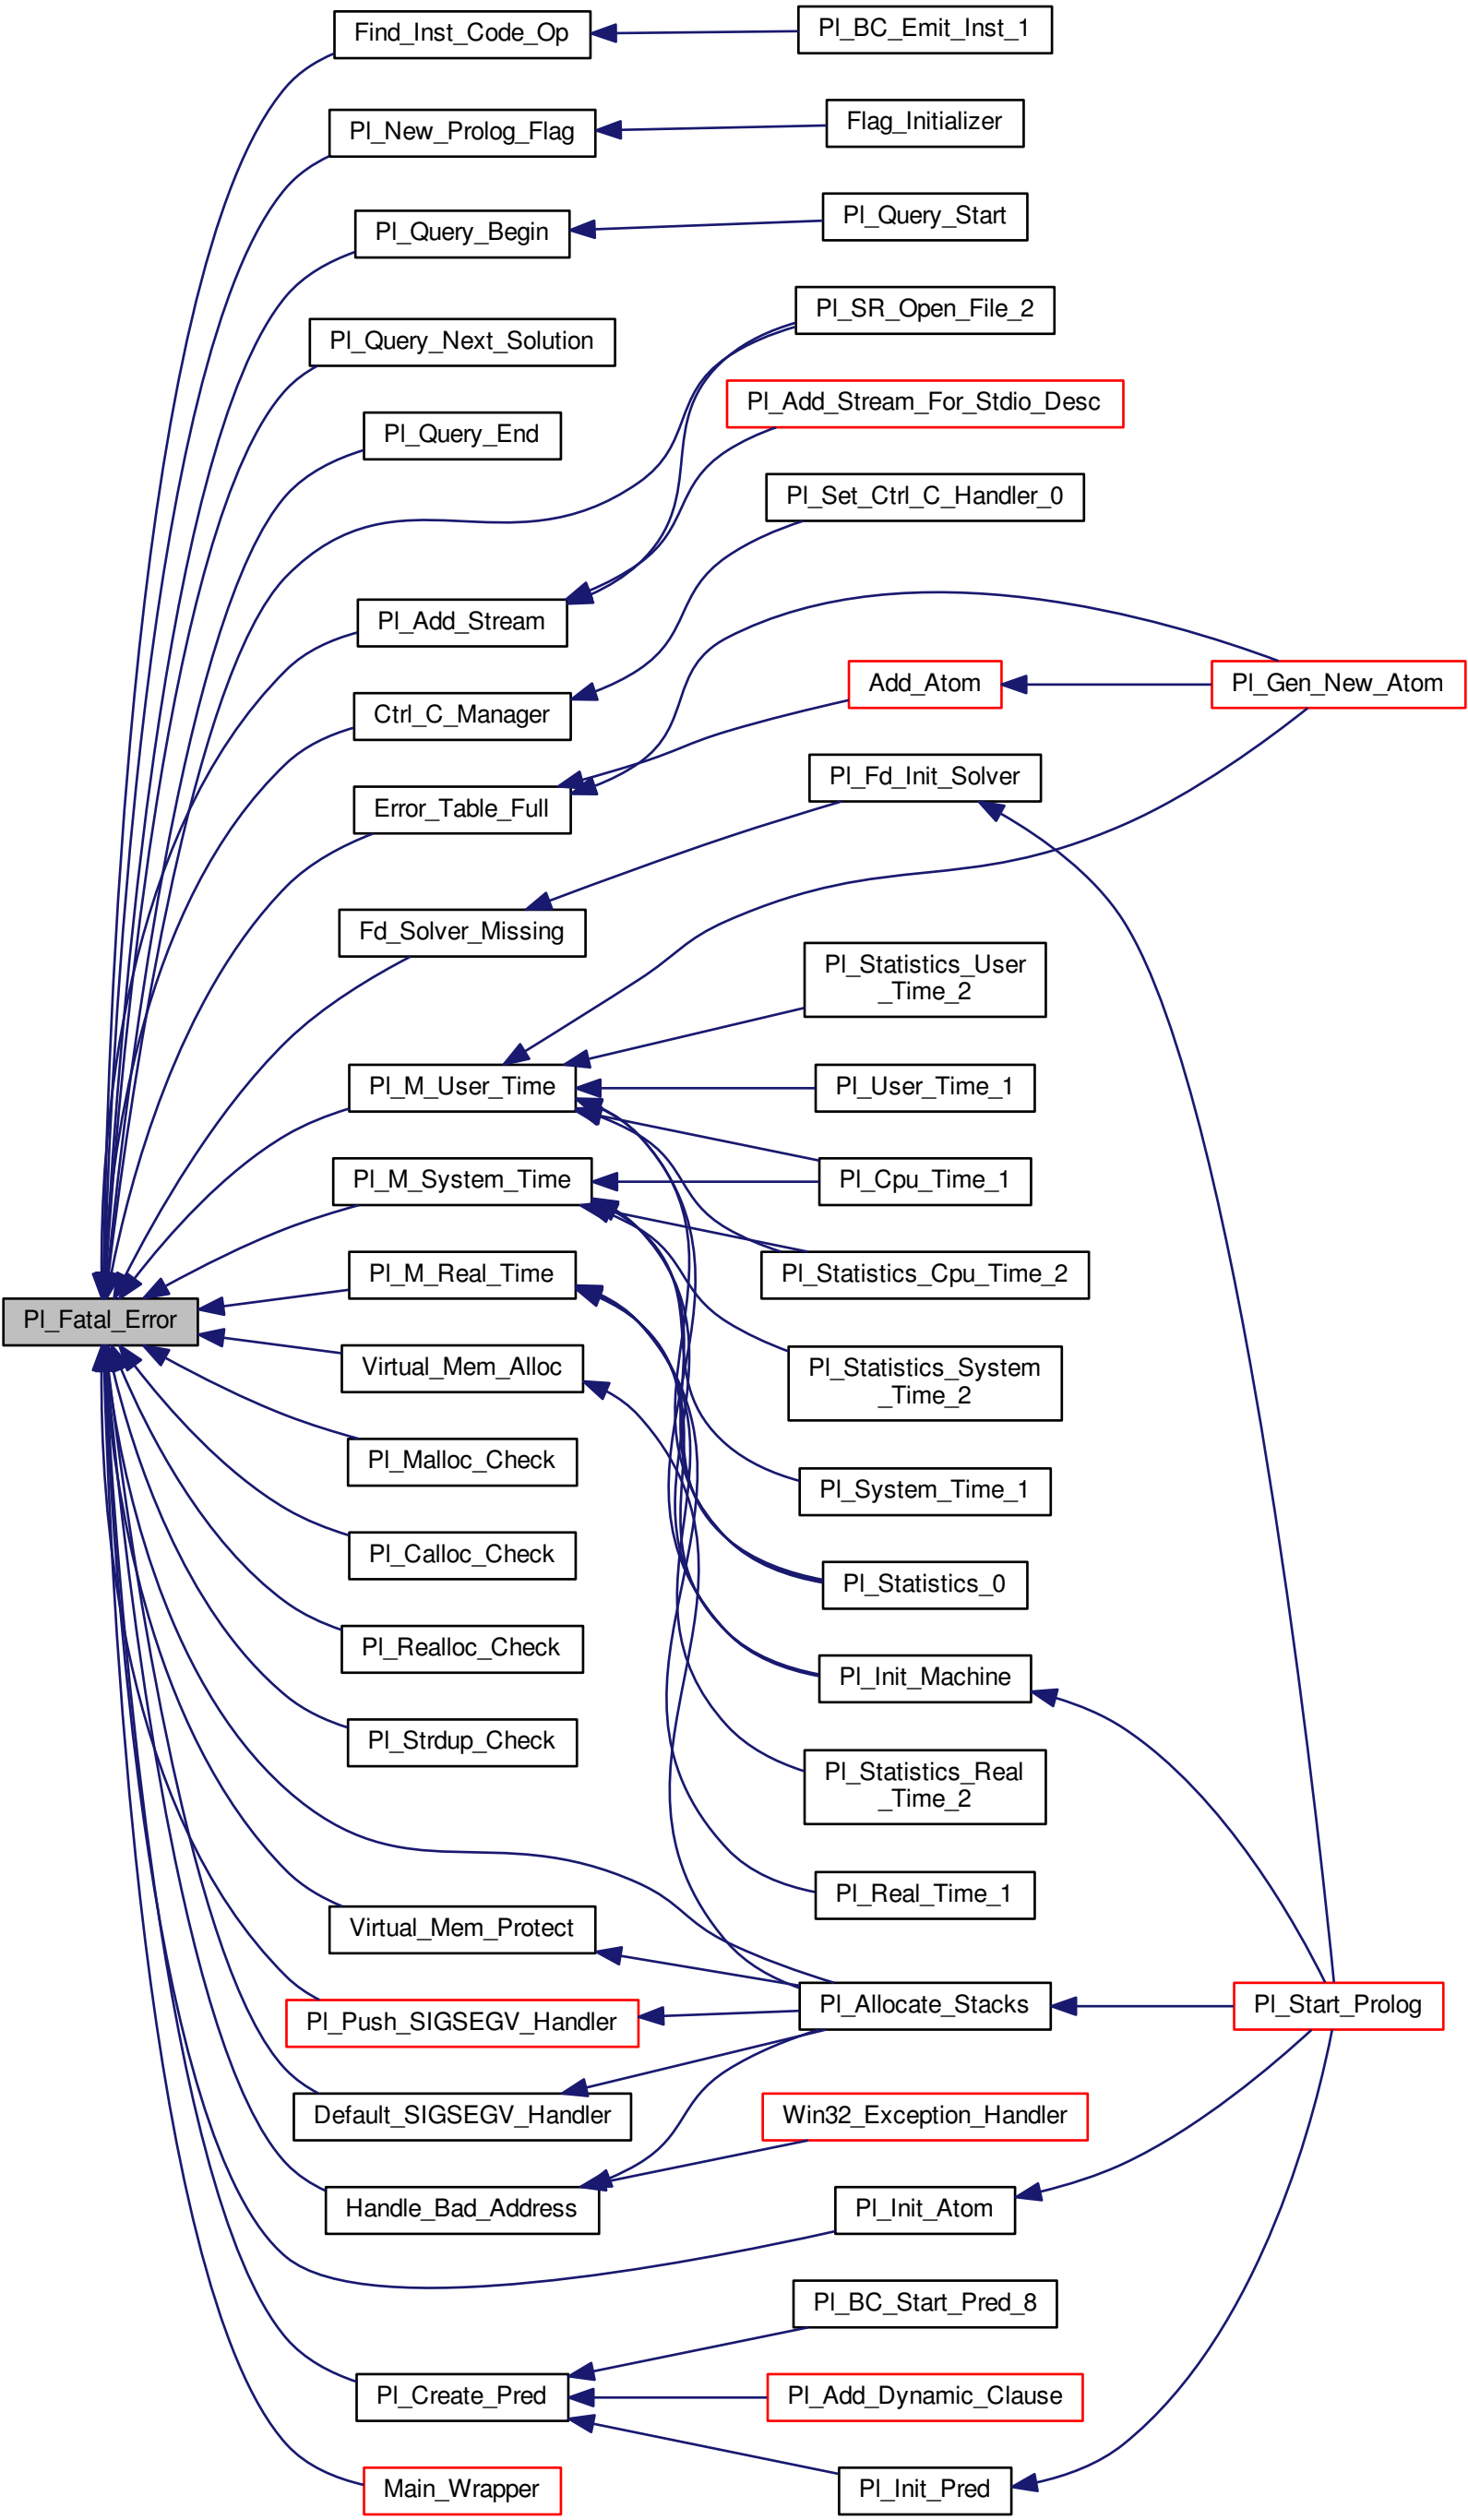 Find_Inst_Code_Op
Pl_BC_Emit_Inst_1
Pl_New_Prolog_Flag
Flag_Initializer
Pl_Query_Begin
Pl_Query_Start
Pl_SR_Open_File_2
Pl_Query_Next_Solution
Pl_Add_Stream_For_Stdio_Desc
Pl_Query_End
Pl_Set_Ctrl_C_Handler_0
Pl_Add_Stream
Add_Atom
Pl_Gen_New_Atom
Ctrl_C_Manager
Pl_Fd_Init_Solver
Error_Table_Full
Fd_Solver_Missing
Pl_Statistics_User
_Time_2
Pl_M_User_Time
Pl_User_Time_1
Pl_M_System_Time
Pl_Cpu_Time_1
Pl_M_Real_Time
Pl_Statistics_Cpu_Time_2
Pl_Fatal_Error
Virtual_Mem_Alloc
Pl_Statistics_System
_Time_2
Pl_Malloc_Check
Pl_System_Time_1
Pl_Calloc_Check
Pl_Statistics_0
Pl_Realloc_Check
Pl_Init_Machine
Pl_Strdup_Check
Pl_Statistics_Real
_Time_2
Pl_Real_Time_1
Virtual_Mem_Protect
Pl_Allocate_Stacks
Pl_Start_Prolog
Pl_Push_SIGSEGV_Handler
Default_SIGSEGV_Handler
Win32_Exception_Handler
Handle_Bad_Address
Pl_Init_Atom
Pl_BC_Start_Pred_8
Pl_Create_Pred
Pl_Add_Dynamic_Clause
Main_Wrapper
Pl_Init_Pred